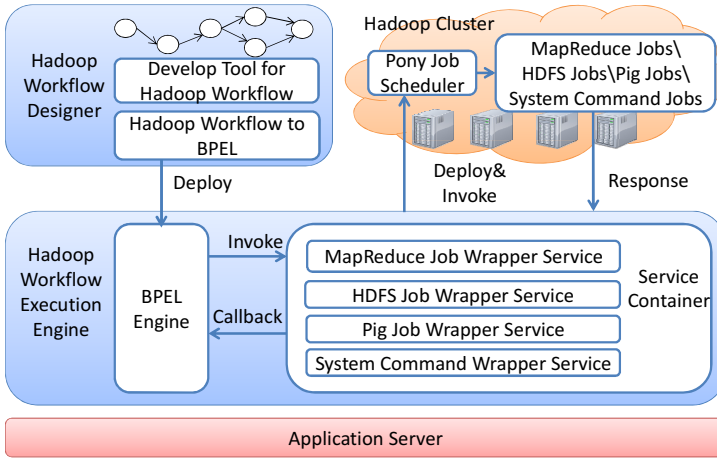 Hadoop
Workflow
Designer
Develop Tool for
Hadoop Workflow
Hadoop Workflow to
BPEL
Hadoop Cluster
Pony Job
Scheduler
MapReduce Jobs\
HDFS Jobs\Pig Jobs\
System Command Jobs
Deploy
Deploy&
Invoke
Response
Hadoop
Workflow
Execution
Engine
BPEL
Engine
Invoke
Callback
MapReduce Job Wrapper Service
HDFS Job Wrapper Service
Pig Job Wrapper Service
System Command Wrapper Service
Service
Container
Application Server